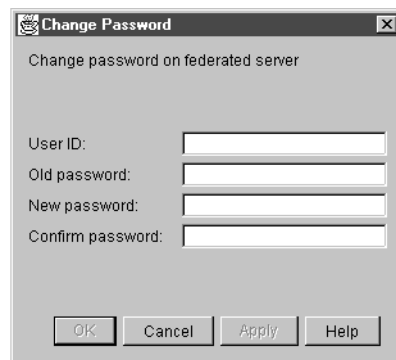 Change Password
Change password on federated server
User ID:
Old password:
New password:
Confirm password:
OK Cancel Apply Help